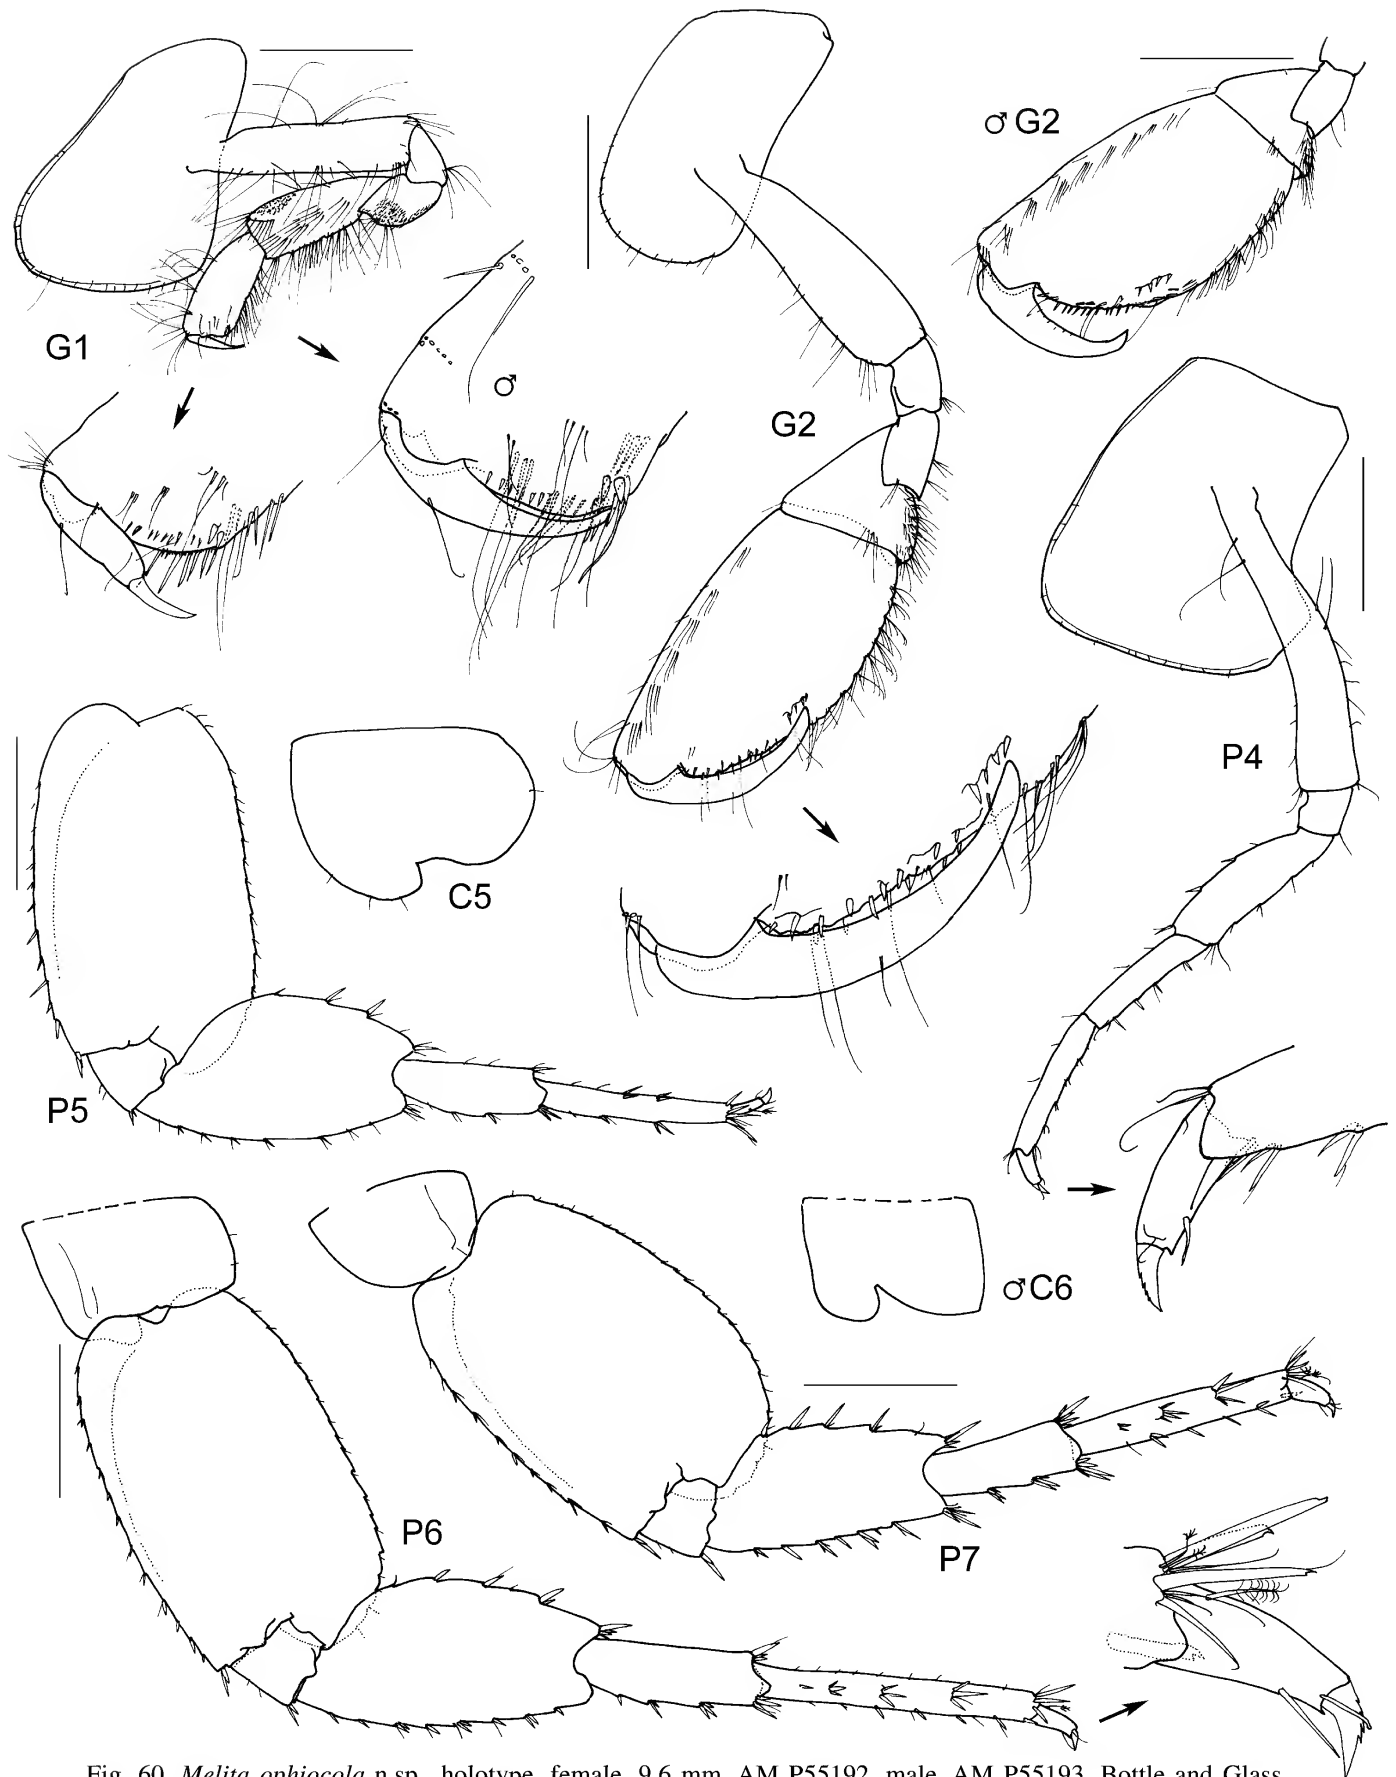 ♂ G2
G1
♂
G2
P4
C5
P5
♂ C6
P6
P7
Fig. 60. Melita ophiocola n.sp., holotype, female, 9.6 mm, AM P55192, male, AM P55193, Bottle and Glass